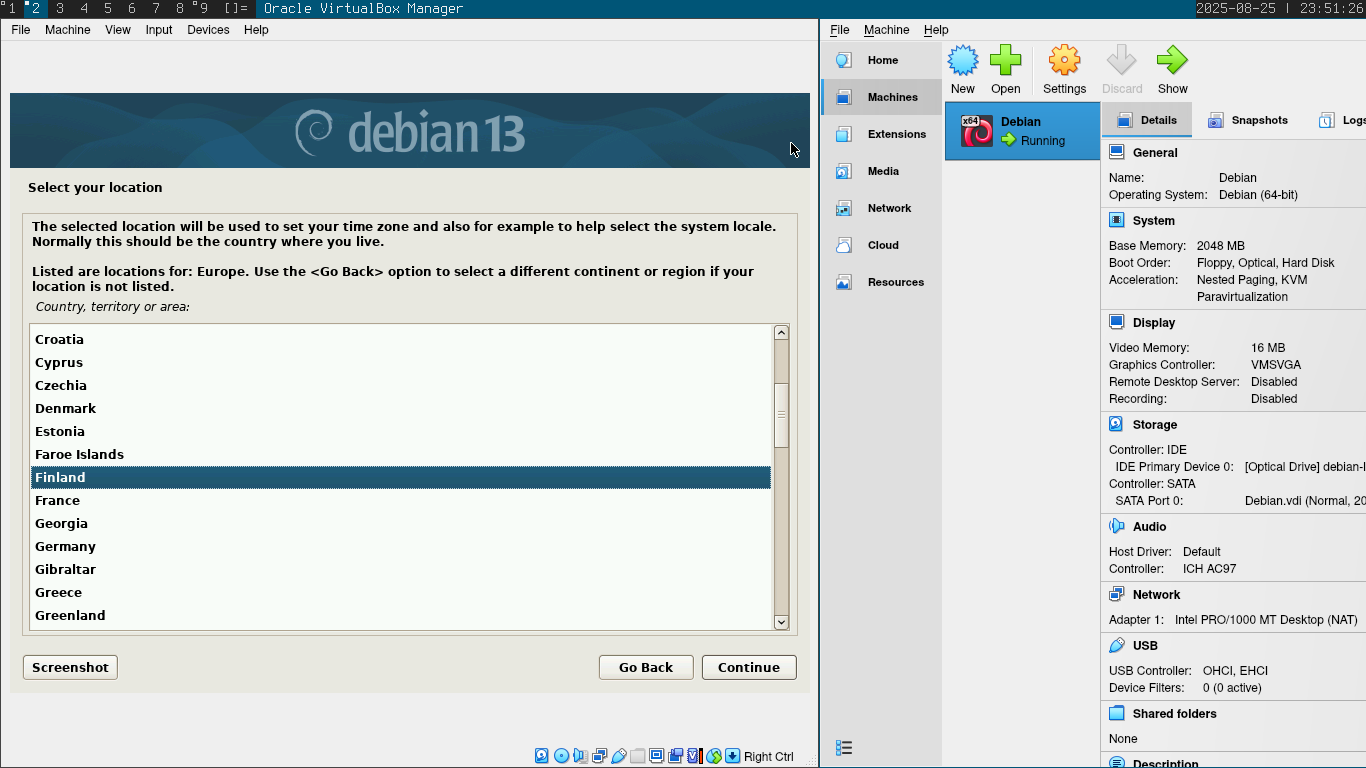 1 2 3 4 5 6 7 8 9 []= Oracle VirtualBox Manager 2025-08-25 | 23:51:26
File Machine View Input Devices Help
debian 13
Select your location
The selected location will be used to set your time zone and also for example to help select the system locale.
Normally this should be the country where you live.
Listed are locations for: Europe. Use the <Go Back> option to select a different continent or region if your
location is not listed.
Country, territory or area:
Croatia
Cyprus
Czechia
Denmark
Estonia
Faroe Islands
Finland
France
Georgia
Germany
Gibraltar
Greece
Greenland
Screenshot Go Back Continue
Right Ctrl
File Machine Help
Home
Machines
Extensions
Media
Network
Cloud
Resources
New Open Settings Discard Show
x64
Debian
Running
Details Snapshots Logs
General
Name: Debian
Operating System: Debian (64-bit)
System
Base Memory: 2048 MB
Boot Order: Floppy, Optical, Hard Disk
Acceleration: Nested Paging, KVM
Paravirtualization
Display
Video Memory: 16 MB
Graphics Controller: VMSVGA
Remote Desktop Server: Disabled
Recording: Disabled
Storage
Controller: IDE
IDE Primary Device 0: [Optical Drive] debian-
Controller: SATA
SATA Port 0: Debian.vdi (Normal, 20
Audio
Host Driver: Default
Controller: ICH AC97
Network
Adapter 1: Intel PRO/1000 MT Desktop (NAT)
USB
USB Controller: OHCI, EHCI
Device Filters: 0 (0 active)
Shared folders
None
Description